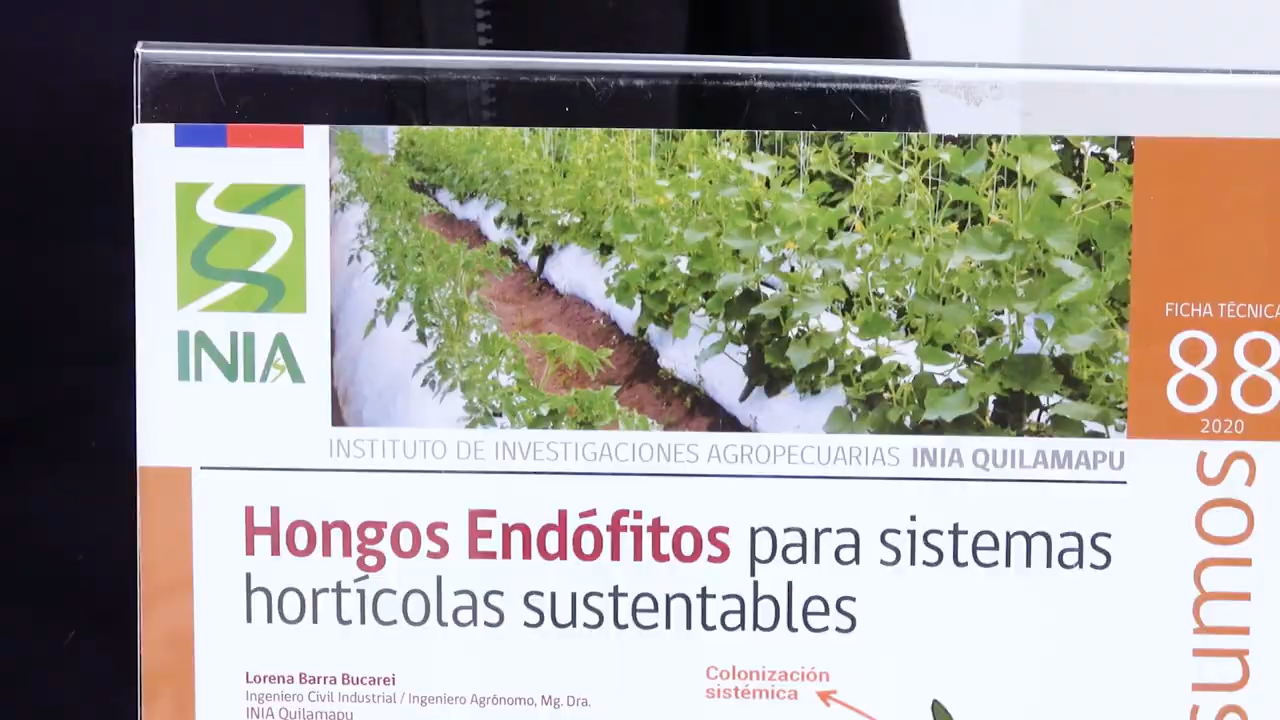 INIA
FICHA TÉCNICA
88
2020
INSTITUTO DE INVESTIGACIONES AGROPECUARIAS INIA QUILAMAPU
Hongos Endófitos para sistemas
hortícolas sustentables
Lorena Barra Bucarei
Ingeniero Civil Industrial / Ingeniero Agrónomo, Mg. Dra.
INIA Quilamapu
Colonización
sistémica
sumos